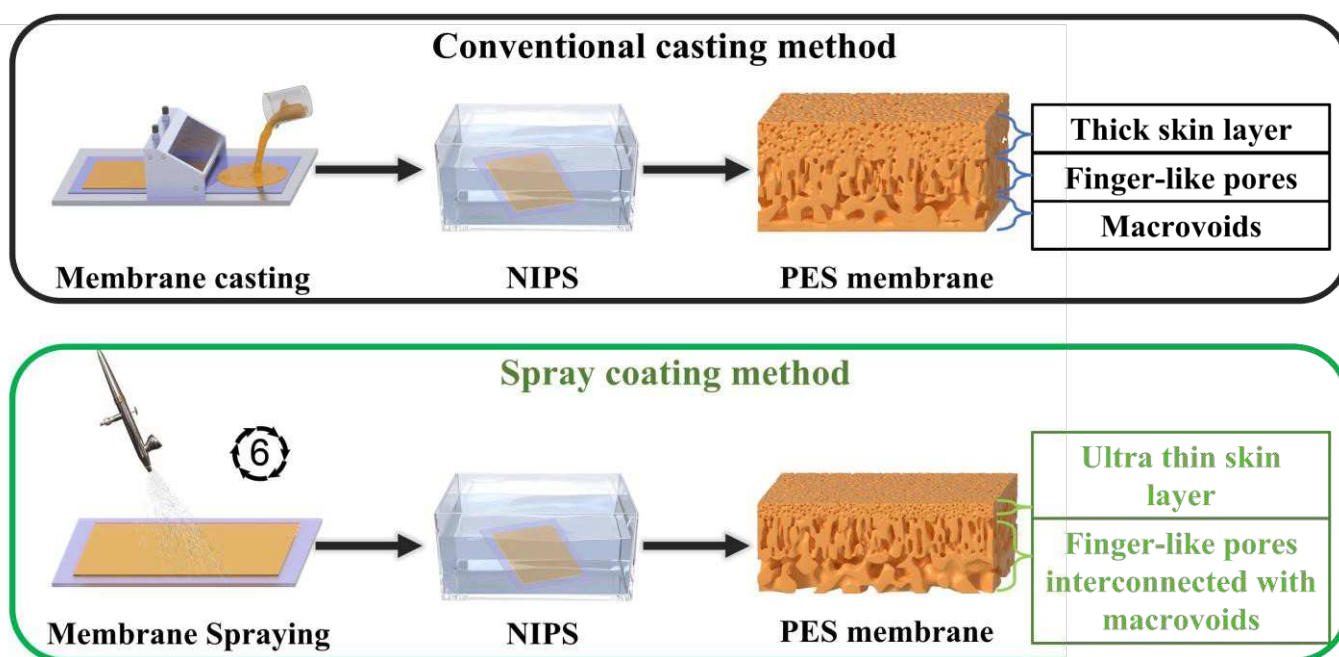 Conventional casting method
Thick skin layer
Finger-like pores
Macrovoids
Membrane casting
NIPS
PES membrane
Spray coating method
6
Ultra thin skin
layer
Finger-like pores
interconnected with
macrovoids
Membrane Spraying
NIPS
PES membrane